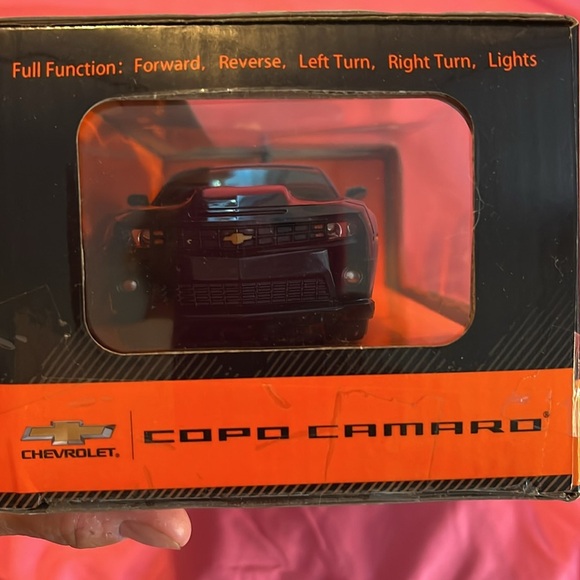 Full Function: Forward, Reverse, Left Turn, Right Turn, Lights
CHEVROLET®
COPO CAMARO®